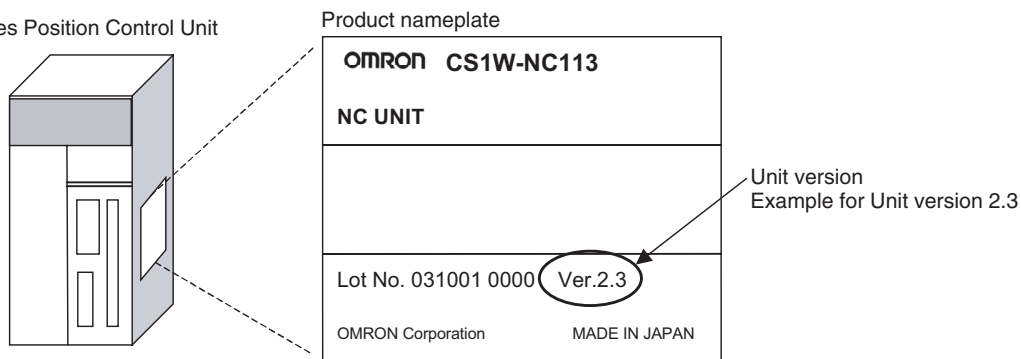 Position Control Unit
Product nameplate
OMRON CS1W-NC113
NC UNIT
Unit version
Example for Unit version 2.3
Lot No. 031001 0000 Ver.2.3
OMRON Corporation MADE IN JAPAN